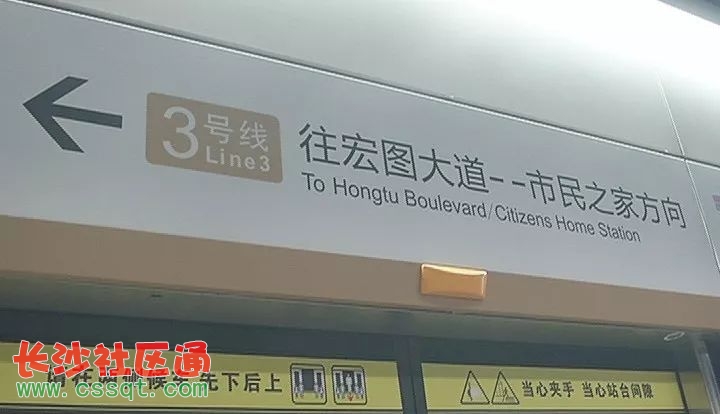 3号线
Line3
往宏图大道--市民之家方向
To Hongtu Boulevard/Citizens Home Station
先下后上
当心夹手 当心站台间隙
长沙社区通
www.cssqt.com